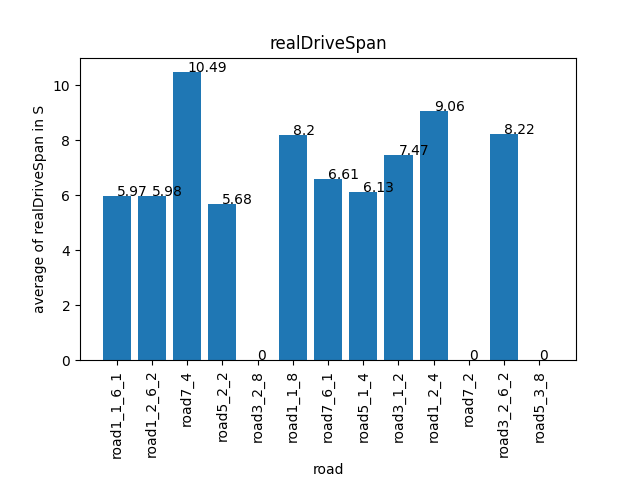 realDriveSpan
average of realDriveSpan in S
10
8
6
4
2
0
5.97
5.98
10.49
5.68
0
8.2
6.61
6.13
7.47
9.06
0
8.22
0
road1_1_6_1
road1_2_6_2
road7_4
road5_2_2
road3_2_8
road1_1_8
road7_6_1
road5_1_4
road3_1_2
road1_2_4
road7_2
road3_2_6_2
road5_3_8
road